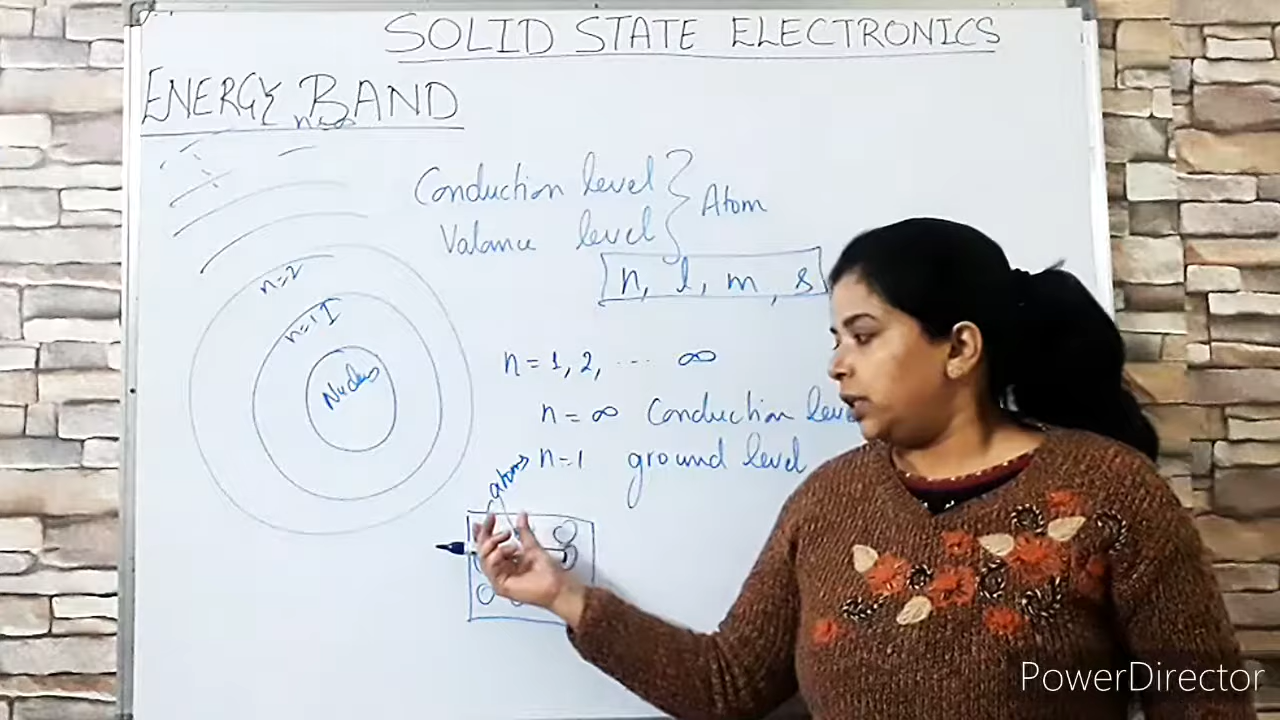 SOLID STATE ELECTRONICS
ENERGY BAND
n=∞
Conduction level
Valance level
Atom
n, l, m, s
n=2
n=1
Nucleus
n = 1, 2, ... ∞
n = ∞ Conduction level
n=1 ground level
atoms
PowerDirector